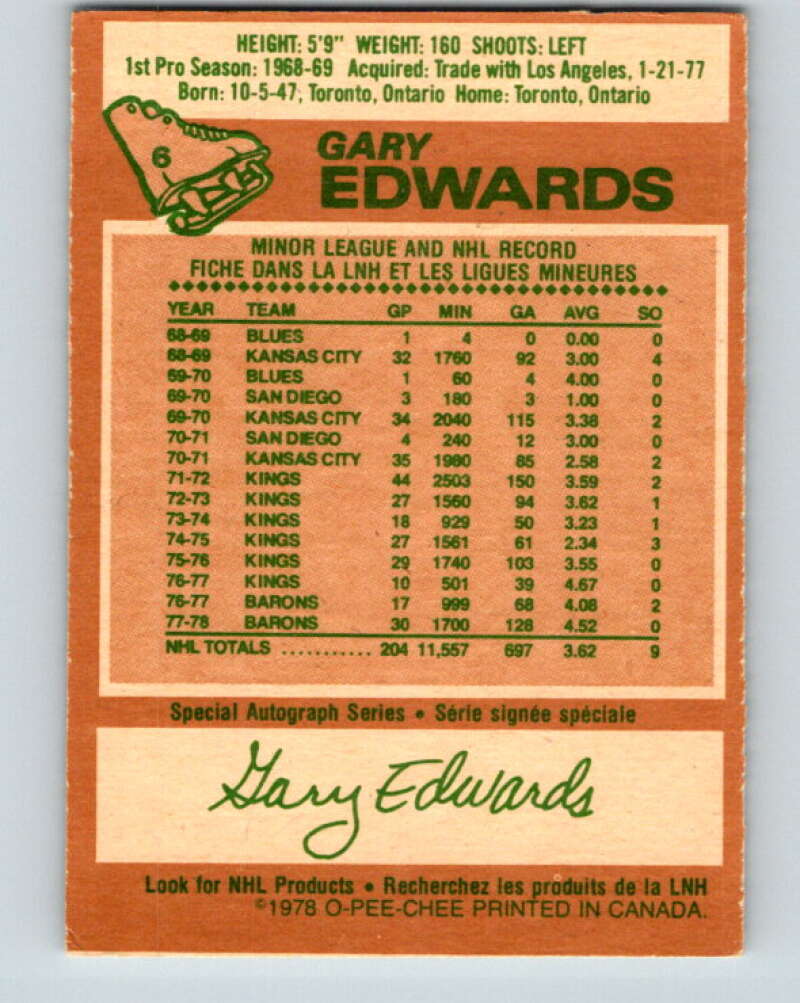 HEIGHT: 5'9" WEIGHT: 160 SHOOTS: LEFT
1st Pro Season: 1968-69 Acquired: Trade with Los Angeles, 1-21-77
Born: 10-5-47, Toronto, Ontario Home: Toronto, Ontario
6
GARY
EDWARDS
MINOR LEAGUE AND NHL RECORD
FICHE DANS LA LNH ET LES LIGUES MINEURES
YEAR TEAM GP MIN GA AVG SO
68-69 BLUES 1 4 0 0.00 0
68-69 KANSAS CITY 32 1760 92 3.00 4
69-70 BLUES 1 60 4 4.00 0
69-70 SAN DIEGO 3 180 3 1.00 0
69-70 KANSAS CITY 34 2040 115 3.38 2
70-71 SAN DIEGO 4 240 12 3.00 0
70-71 KANSAS CITY 35 1980 85 2.58 2
71-72 KINGS 44 2503 150 3.59 2
72-73 KINGS 27 1560 94 3.62 1
73-74 KINGS 18 929 50 3.23 1
74-75 KINGS 27 1561 61 2.34 3
75-76 KINGS 29 1740 103 3.55 0
76-77 KINGS 10 501 39 4.67 0
76-77 BARONS 17 999 68 4.08 2
77-78 BARONS 30 1700 128 4.52 0
NHL TOTALS ........... 204 11,557 697 3.62 9
Special Autograph Series • Série signée spéciale
Gary Edwards
Look for NHL Products • Recherchez les produits de la LNH
©1978 O-PEE-CHEE PRINTED IN CANADA.